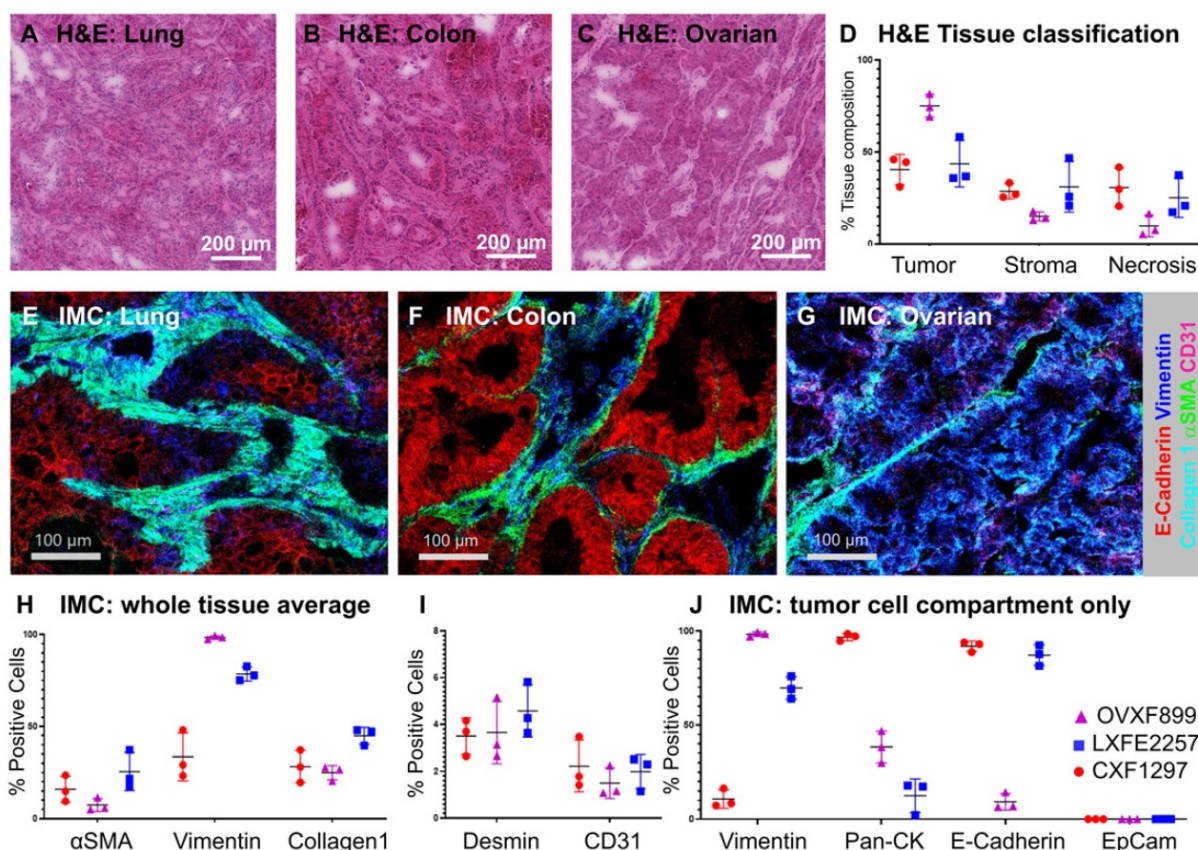 A H&E: Lung
B H&E: Colon
C H&E: Ovarian
D H&E Tissue classification
200 µm
200 µm
200 µm
% Tissue composition
100
50
0
Tumor Stroma Necrosis
E IMC: Lung
F IMC: Colon
G IMC: Ovarian
100 µm
100 µm
100 µm
E-Cadherin Vimentin
Collagen 1 αSMA CD31
H IMC: whole tissue average
% Positive Cells
100
50
0
αSMA Vimentin Collagen1
I
% Positive Cells
8
6
4
2
0
Desmin CD31
J IMC: tumor cell compartment only
% Positive Cells
100
50
0
Vimentin Pan-CK E-Cadherin EpCam
OVXF899
LXFE2257
CXF1297